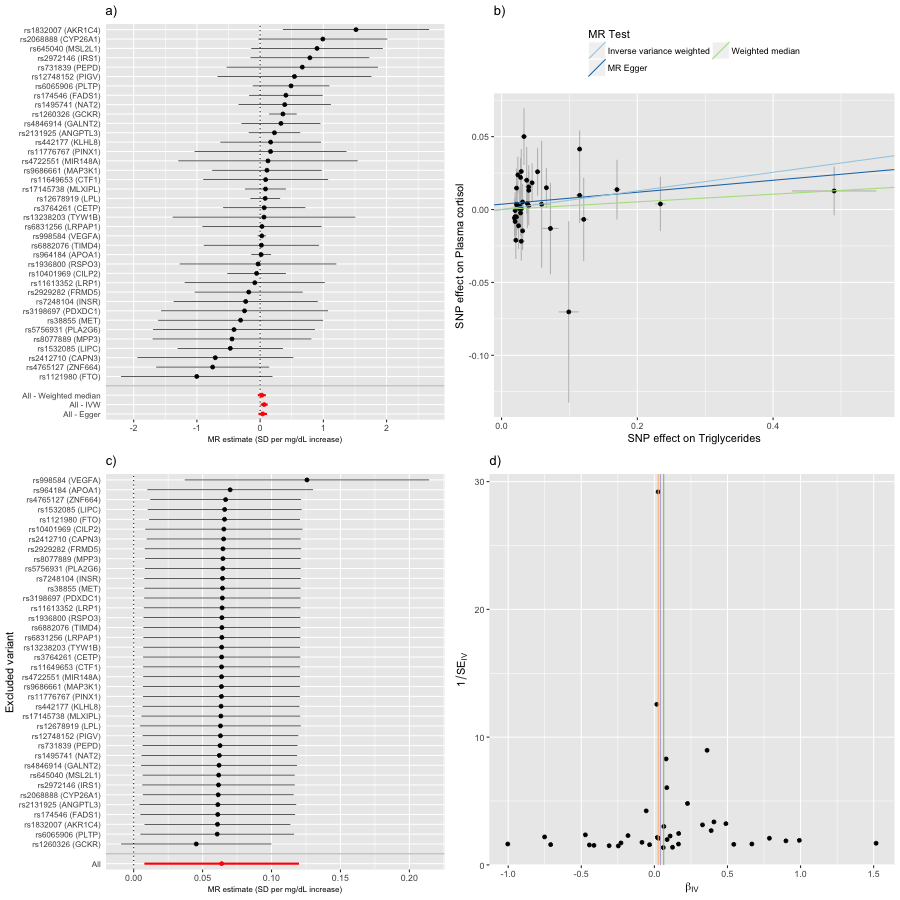 a)
rs1832007 (AKR1C4)
rs2068888 (CYP26A1)
rs645040 (MSL2L1)
rs2972146 (IRS1)
rs731839 (PEPD)
rs12748152 (PIGV)
rs6065906 (PLTP)
rs174546 (FADS1)
rs1495741 (NAT2)
rs1260326 (GCKR)
rs4846914 (GALNT2)
rs2131925 (ANGPTL3)
rs442177 (KLHL8)
rs11776767 (PINX1)
rs4722551 (MIR148A)
rs9686661 (MAP3K1)
rs11649653 (CTF1)
rs17145738 (MLXIPL)
rs12678919 (LPL)
rs3764261 (CETP)
rs13238203 (TYW1B)
rs6831256 (LRPAP1)
rs998584 (VEGFA)
rs6882076 (TIMD4)
rs964184 (APOA1)
rs1936800 (RSPO3)
rs10401969 (CILP2)
rs11613352 (LRP1)
rs2929282 (FRMD5)
rs7248104 (INSR)
rs3198697 (PDXDC1)
rs38855 (MET)
rs5756931 (PLA2G6)
rs8077889 (MPP3)
rs1532085 (LIPC)
rs2412710 (CAPN3)
rs4765127 (ZNF664)
rs1121980 (FTO)
All - Weighted median
All - IVW
All - Egger
-2 -1 0 1 2
MR estimate (SD per mg/dL increase)
b)
MR Test
Inverse variance weighted
Weighted median
MR Egger
SNP effect on Plasma cortisol
0.05
0.00
-0.05
-0.10
0.0 0.2 0.4
SNP effect on Triglycerides
c)
Excluded variant
rs998584 (VEGFA)
rs964184 (APOA1)
rs4765127 (ZNF664)
rs1532085 (LIPC)
rs1121980 (FTO)
rs10401969 (CILP2)
rs2412710 (CAPN3)
rs2929282 (FRMD5)
rs8077889 (MPP3)
rs5756931 (PLA2G6)
rs7248104 (INSR)
rs38855 (MET)
rs3198697 (PDXDC1)
rs11613352 (LRP1)
rs1936800 (RSPO3)
rs6882076 (TIMD4)
rs6831256 (LRPAP1)
rs13238203 (TYW1B)
rs3764261 (CETP)
rs11649653 (CTF1)
rs4722551 (MIR148A)
rs9686661 (MAP3K1)
rs11776767 (PINX1)
rs442177 (KLHL8)
rs17145738 (MLXIPL)
rs12678919 (LPL)
rs12748152 (PIGV)
rs731839 (PEPD)
rs1495741 (NAT2)
rs4846914 (GALNT2)
rs645040 (MSL2L1)
rs2972146 (IRS1)
rs2068888 (CYP26A1)
rs2131925 (ANGPTL3)
rs174546 (FADS1)
rs1832007 (AKR1C4)
rs6065906 (PLTP)
rs1260326 (GCKR)
All
0.00 0.05 0.10 0.15 0.20
MR estimate (SD per mg/dL increase)
d)
1/SE_IV
30
20
10
0
-1.0 -0.5 0.0 0.5 1.0 1.5
β_IV